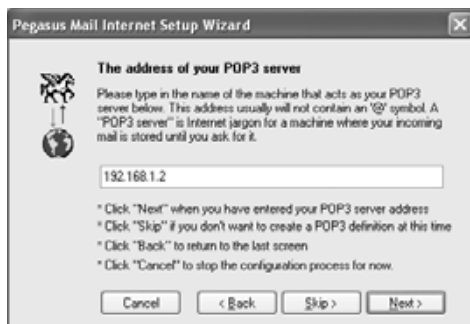 Pegasus Mail Internet Setup Wizard
The address of your POP3 server
Please type in the name of the machine that acts as your POP3
server below. This address usually will not contain an '@' symbol. A
"POP3 server" is Internet jargon for a machine where your incoming
mail is stored until you ask for it.
192.168.1.2
* Click "Next" when you have entered your POP3 server address
* Click "Skip" if you don't want to create a POP3 definition at this time
* Click "Back" to return to the last screen
* Click "Cancel" to stop the configuration process for now.
Cancel < Back Skip > Next >